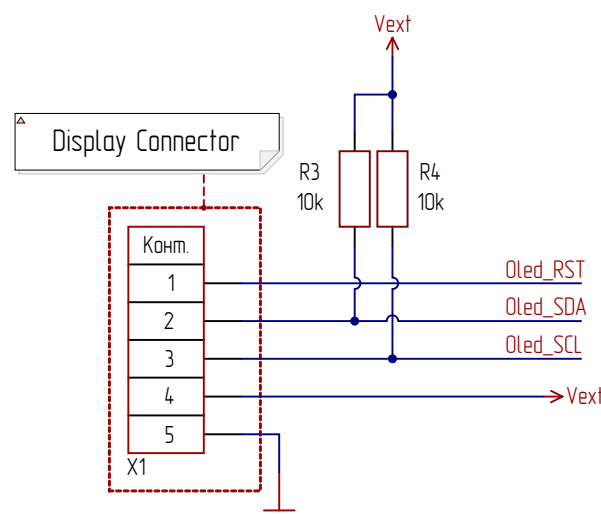 Vext
Display Connector
R3
10k
R4
10k
Конт.
1
Oled_RST
2
Oled_SDA
3
Oled_SCL
4
Vext
5
X1